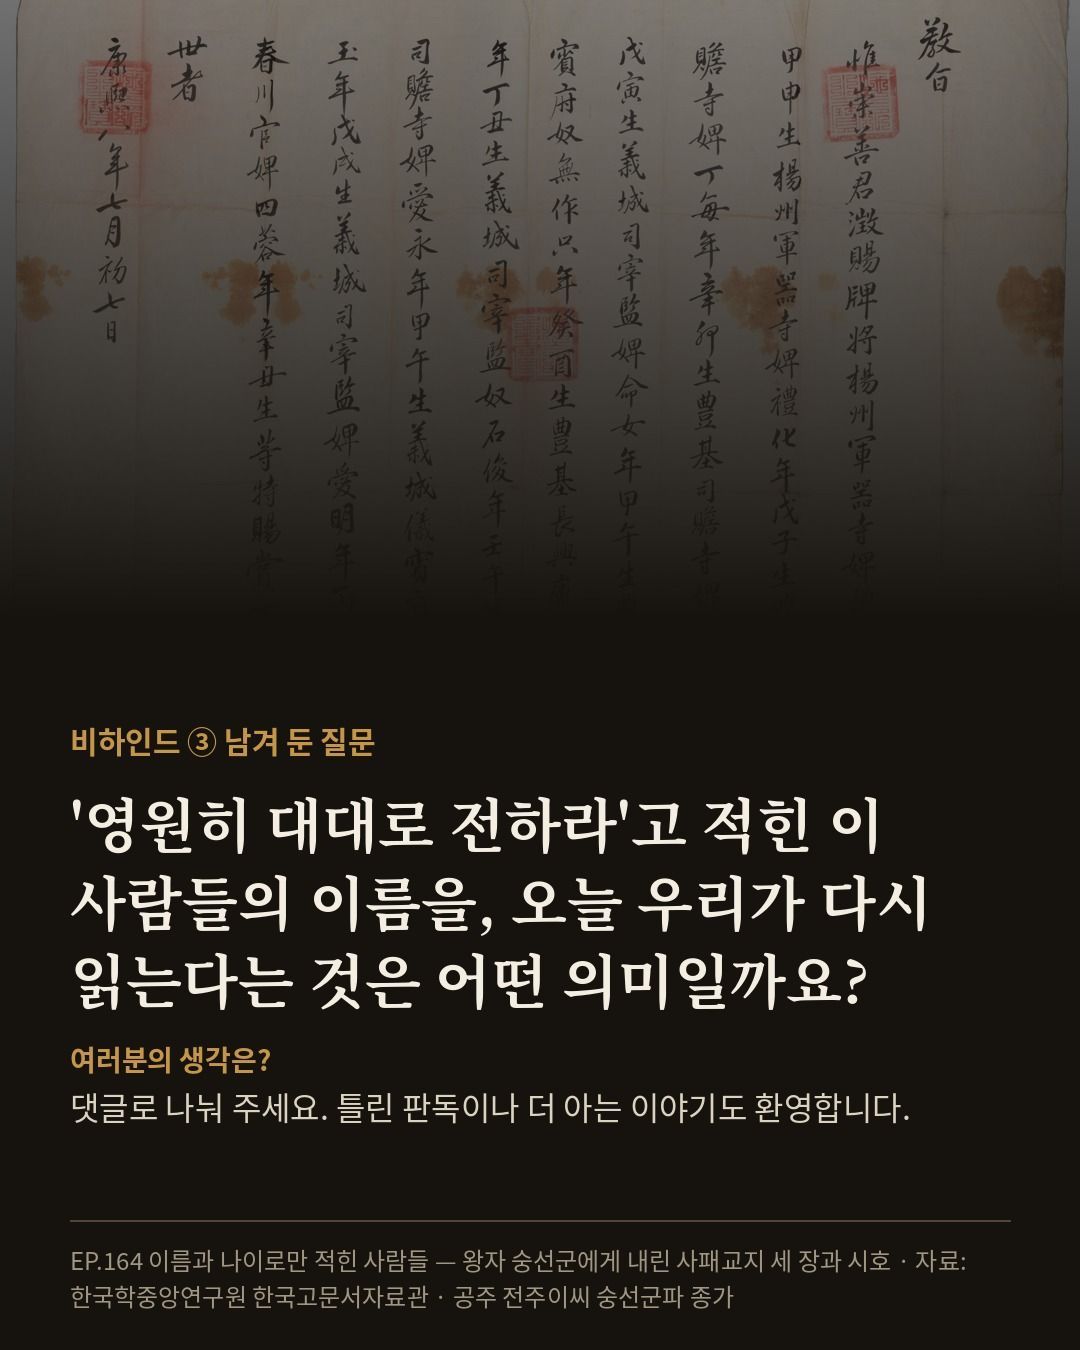 教旨
惟崇善君澂賜牌將楊州軍器寺婢
甲申生楊州軍器寺婢禮化年戊子生
贍寺婢丁每年辛卯生豊基司贍寺婢
戊寅生義城司宰監婢命女年甲午生
賓府奴無作只年癸酉生豊基長興庫
年丁丑生義城司宰監奴石俊年壬午
司贍寺婢愛永年甲午生義城儀賓
玉年戊戌生義城司宰監婢愛明年
春川官婢四蓉年辛丑生等特賜賞
世者
康熙八年七月初七日
비하인드 ③ 남겨 둔 질문
'영원히 대대로 전하라'고 적힌 이
사람들의 이름을, 오늘 우리가 다시
읽는다는 것은 어떤 의미일까요?
여러분의 생각은?
댓글로 나눠 주세요. 틀린 판독이나 더 아는 이야기도 환영합니다.
EP.164 이름과 나이로만 적힌 사람들 — 왕자 숭선군에게 내린 사패교지 세 장과 시호 · 자료:
한국학중앙연구원 한국고문서자료관 · 공주 전주이씨 숭선군파 종가